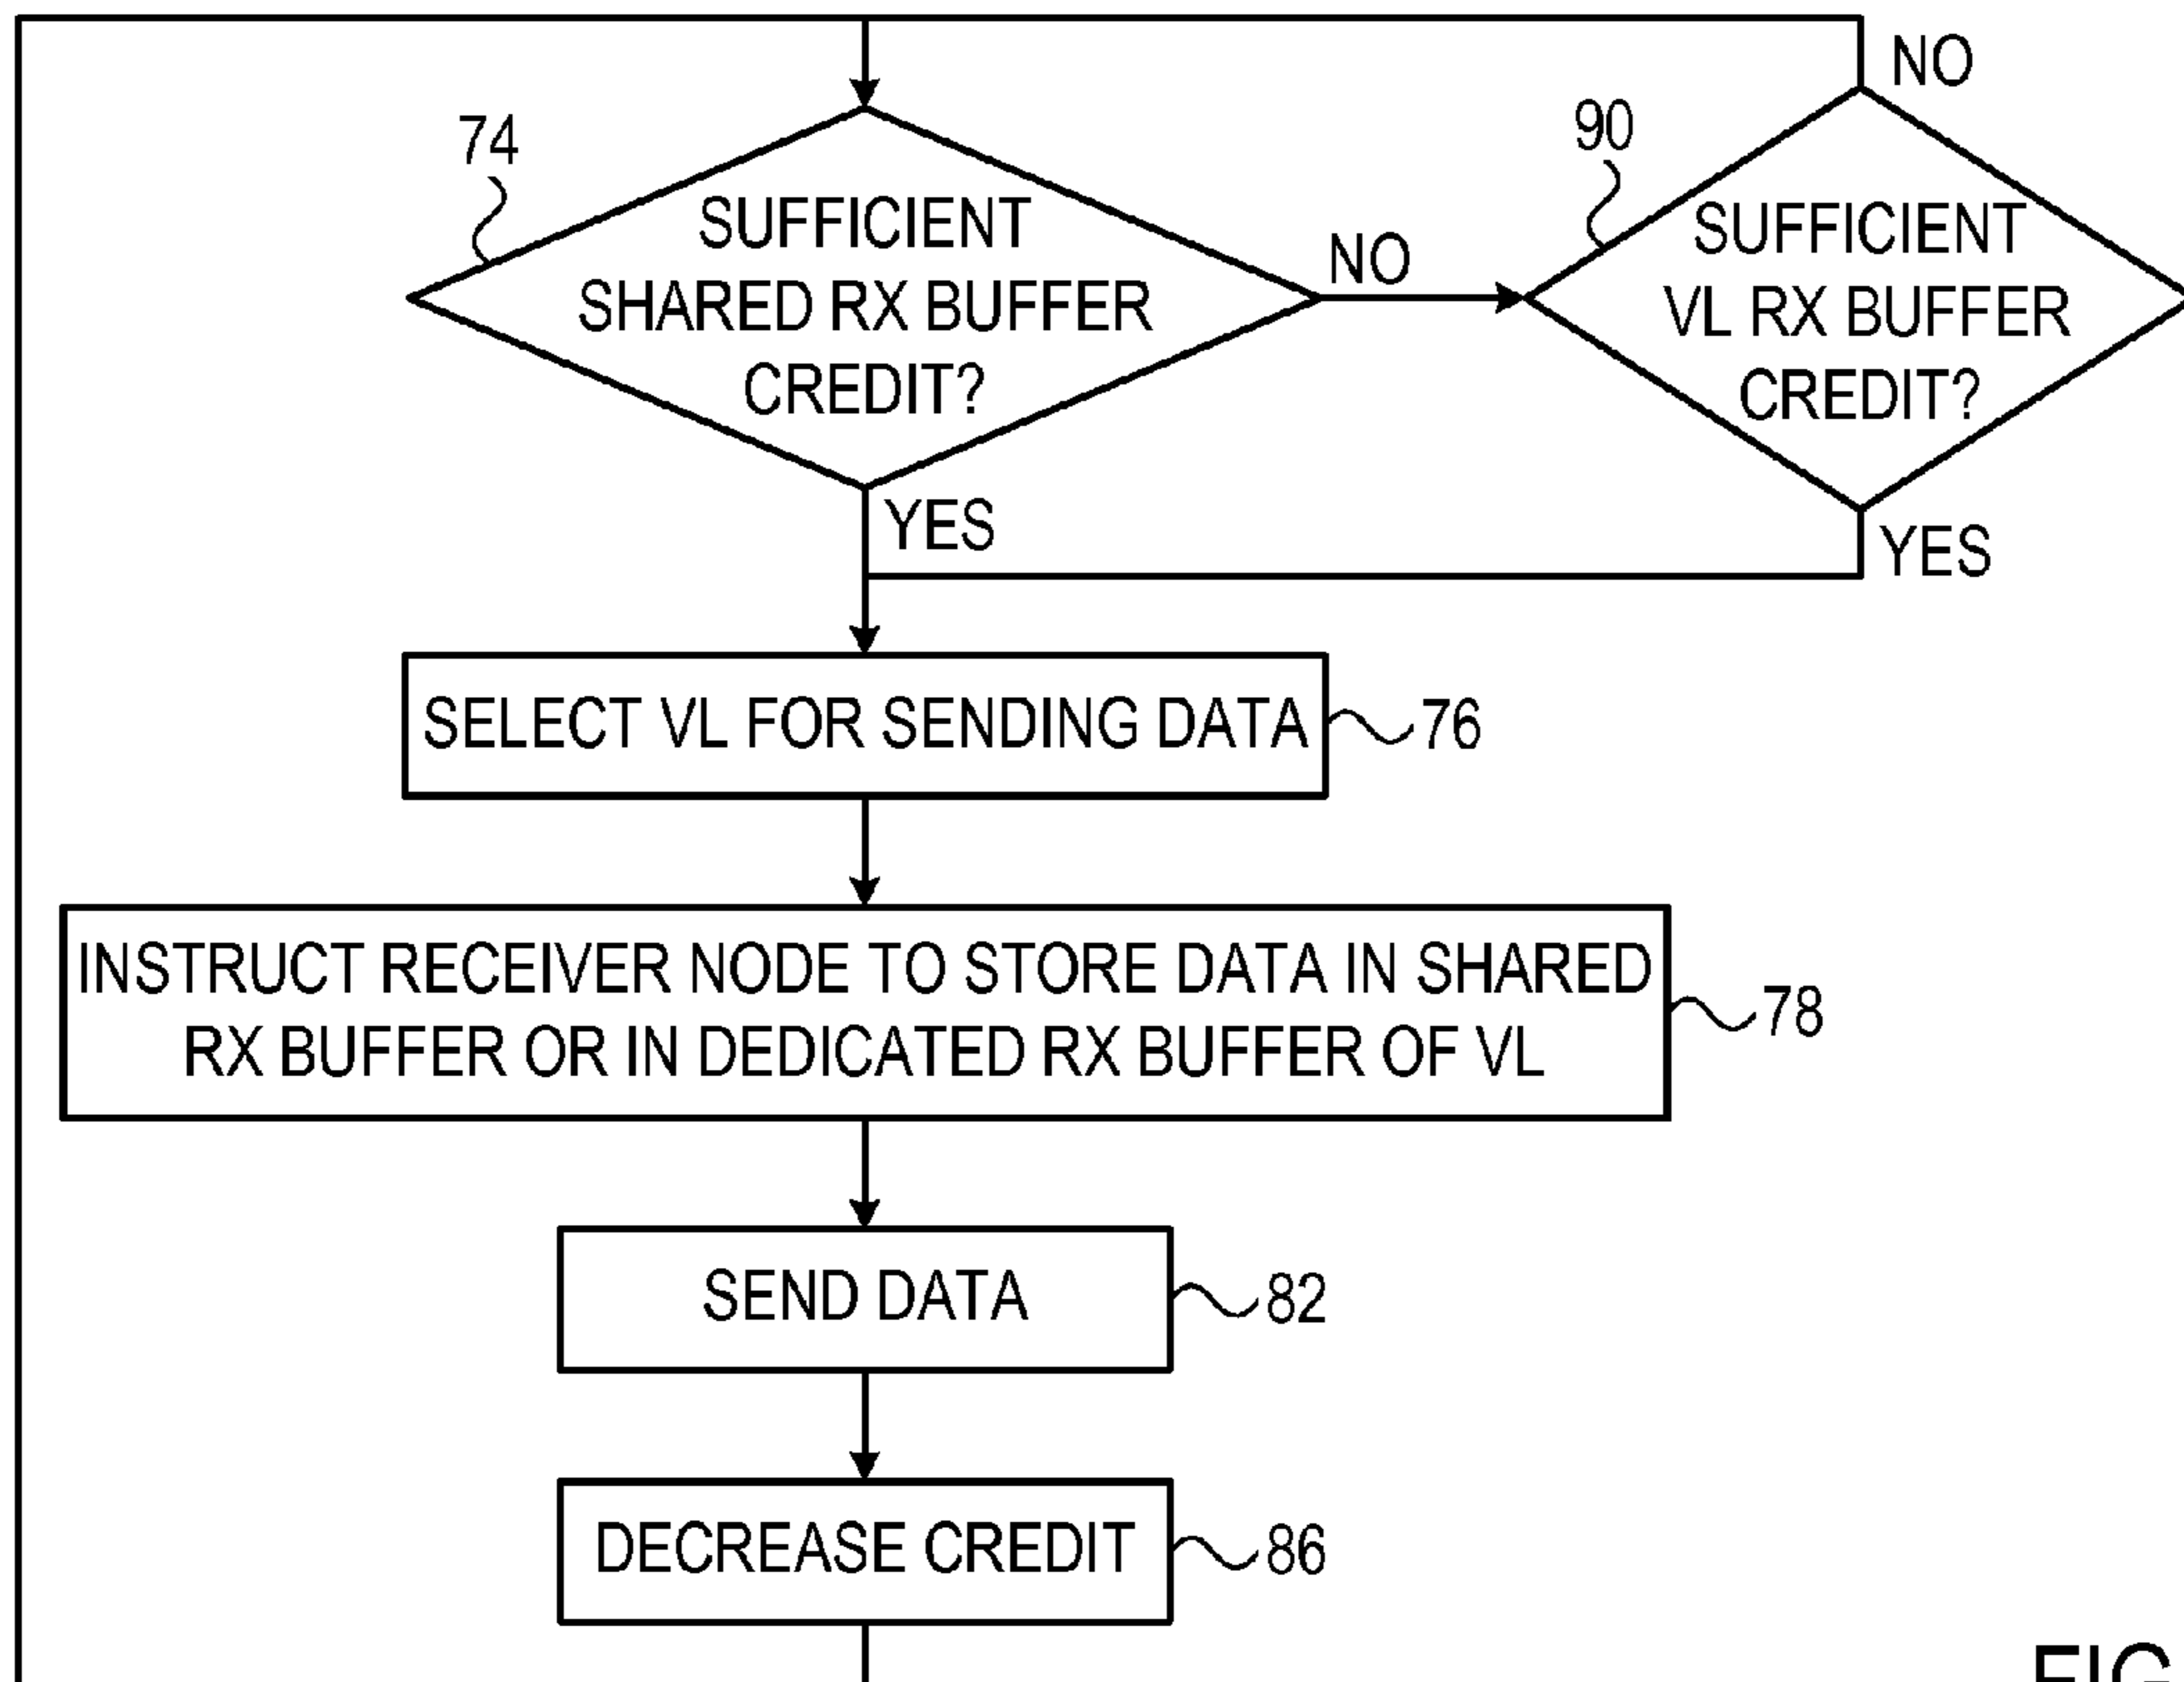 NO
74
90
SUFFICIENT
SHARED RX BUFFER
CREDIT?
NO
SUFFICIENT
VL RX BUFFER
CREDIT?
YES
YES
SELECT VL FOR SENDING DATA
76
INSTRUCT RECEIVER NODE TO STORE DATA IN SHARED
RX BUFFER OR IN DEDICATED RX BUFFER OF VL
78
SEND DATA
82
DECREASE CREDIT
86
FIG